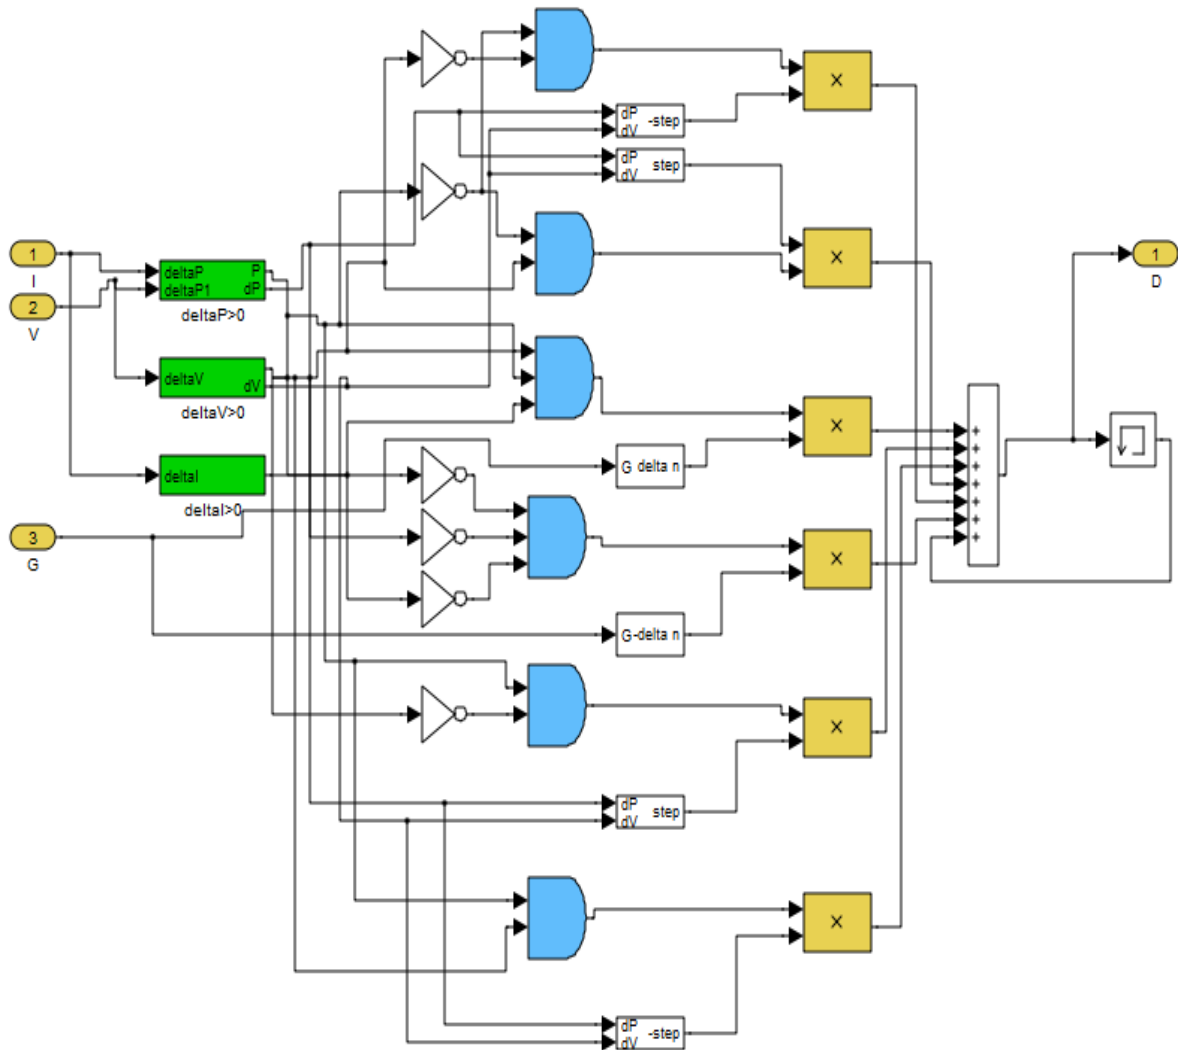 X
dP
-step
dV
dP
step
dV
X
1
I
2
V
deltaP
P
deltaP1
dP
deltaP>0
1
D
deltaV
dV
deltaV>0
X
G delta n
deltaI
deltaI>0
3
G
+
+
+
+
+
+
+
X
G-delta n
X
dP
step
dV
X
dP
-step
dV